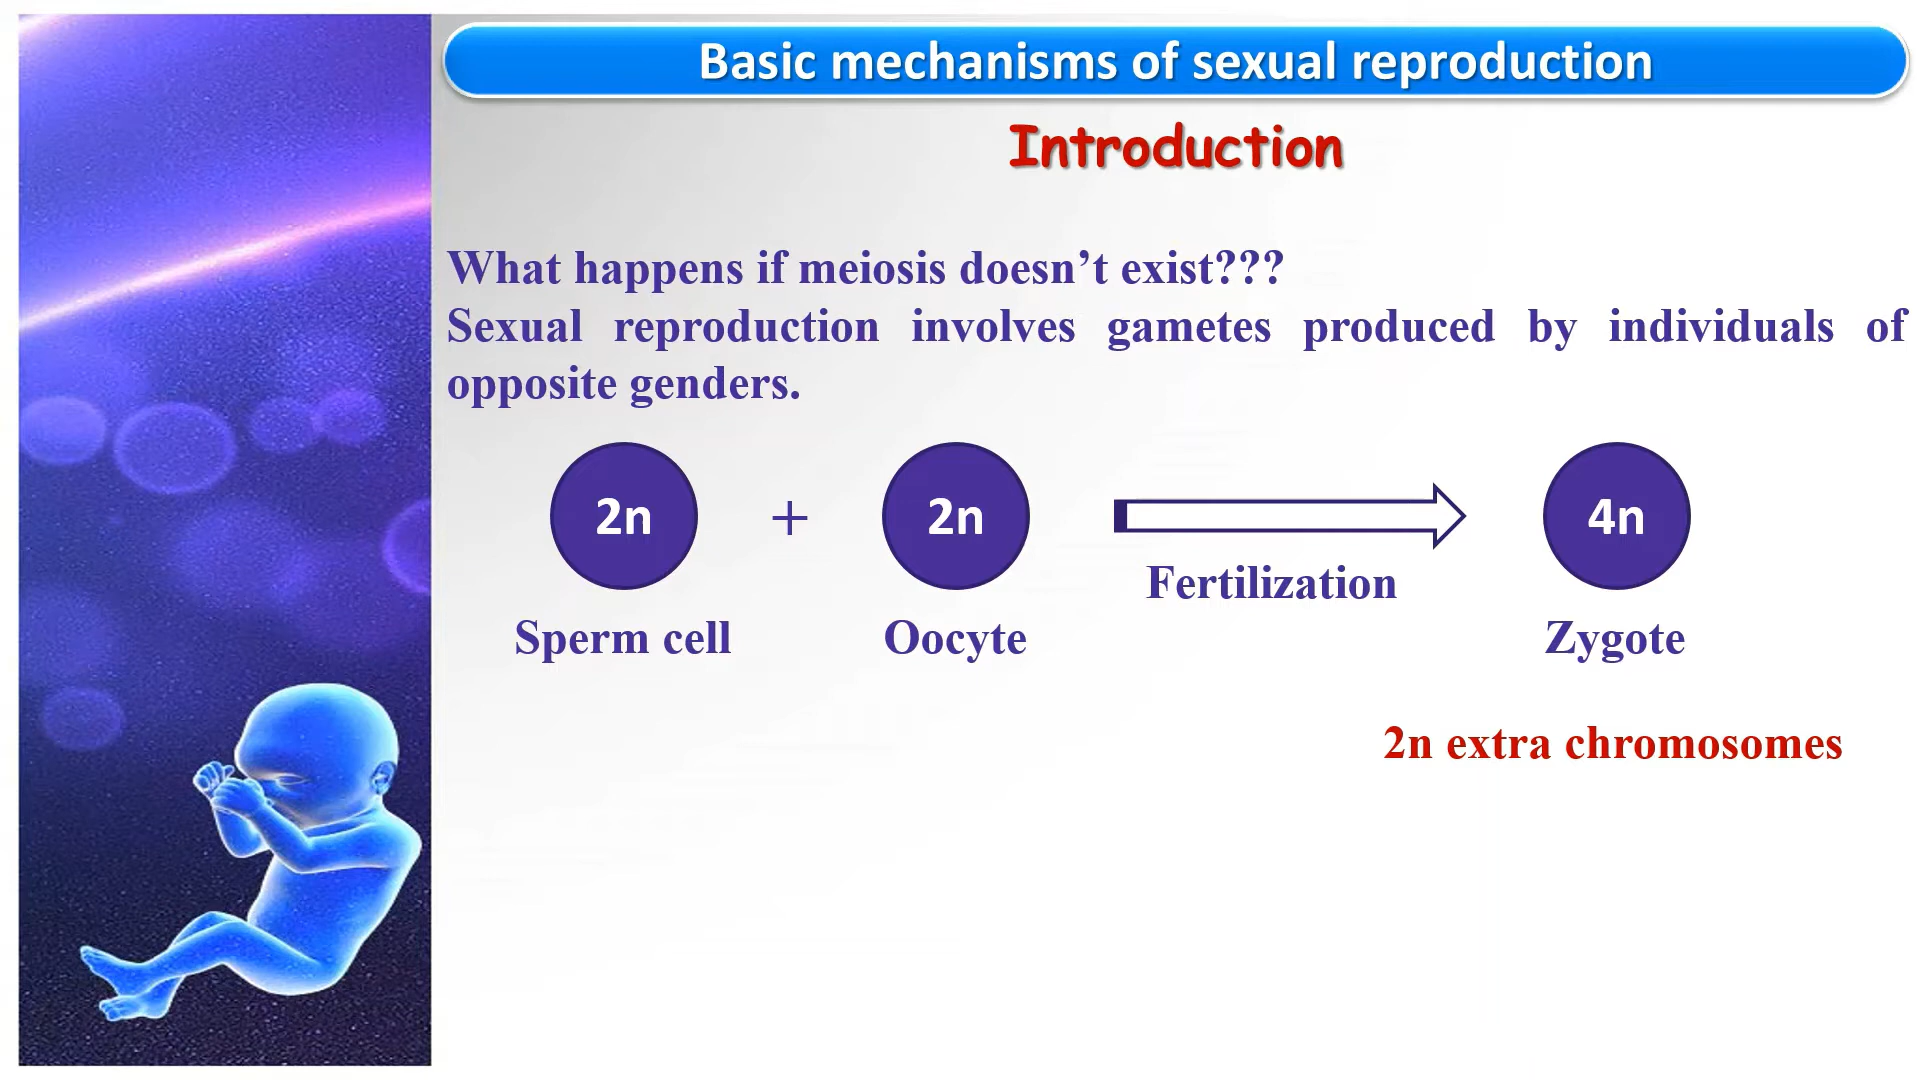 Basic mechanisms of sexual reproduction
Introduction
What happens if meiosis doesn’t exist???
Sexual reproduction involves gametes produced by individuals of
opposite genders.
2n + 2n 4n
Fertilization
Sperm cell Oocyte Zygote
2n extra chromosomes